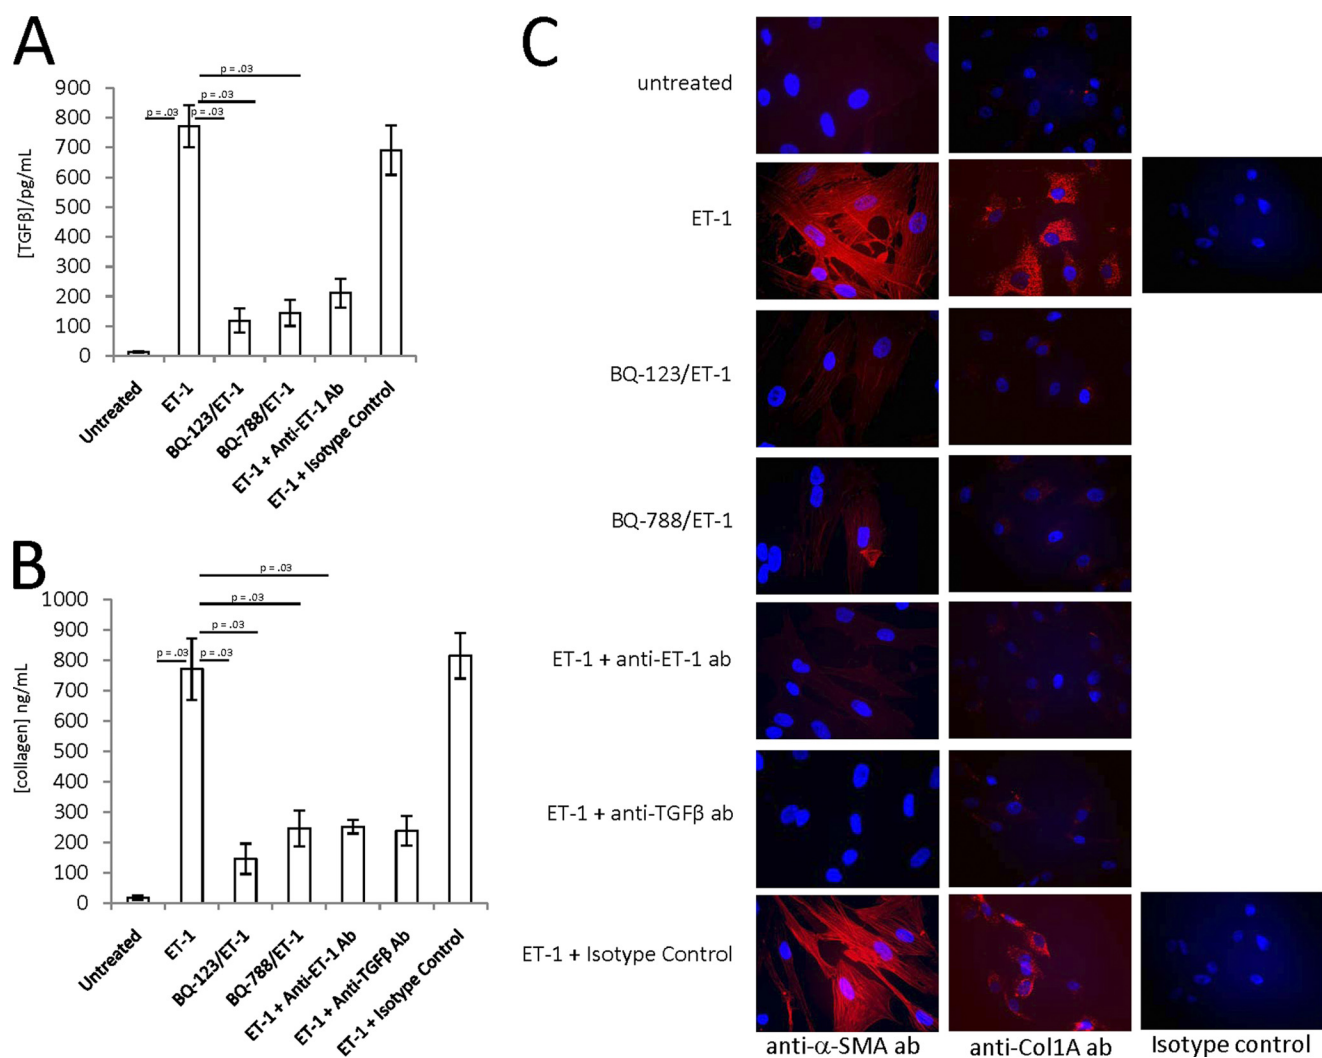 A
p = .03
p = .03
p = .03 p = .03
[TGFβ]/pg/mL
900
800
700
600
500
400
300
200
100
0
Untreated
ET-1
BQ-123/ET-1
BQ-788/ET-1
ET-1 + Anti-ET-1 Ab
ET-1 + Isotype Control
B
p = .03
p = .03
p = .03 p = .03
[collagen] ng/mL
1000
900
800
700
600
500
400
300
200
100
0
Untreated
ET-1
BQ-123/ET-1
BQ-788/ET-1
ET-1 + Anti-ET-1 Ab
ET-1 + Anti-TGFβ Ab
ET-1 + Isotype Control
C
untreated
ET-1
BQ-123/ET-1
BQ-788/ET-1
ET-1 + anti-ET-1 ab
ET-1 + anti-TGFβ ab
ET-1 + Isotype Control
anti-α-SMA ab anti-Col1A ab Isotype control